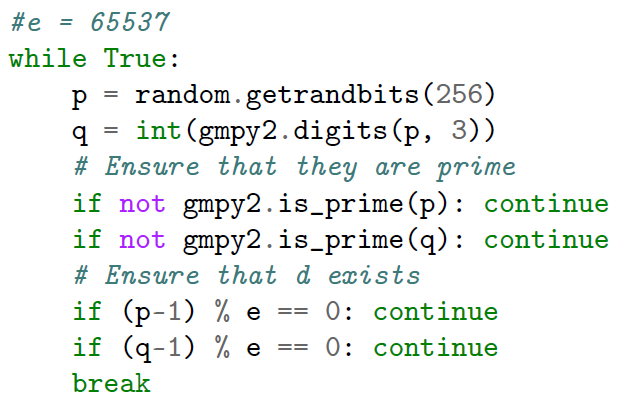 #e = 65537
while True:
    p = random.getrandbits(256)
    q = int(gmpy2.digits(p, 3))
    # Ensure that they are prime
    if not gmpy2.is_prime(p): continue
    if not gmpy2.is_prime(q): continue
    # Ensure that d exists
    if (p-1) % e == 0: continue
    if (q-1) % e == 0: continue
    break